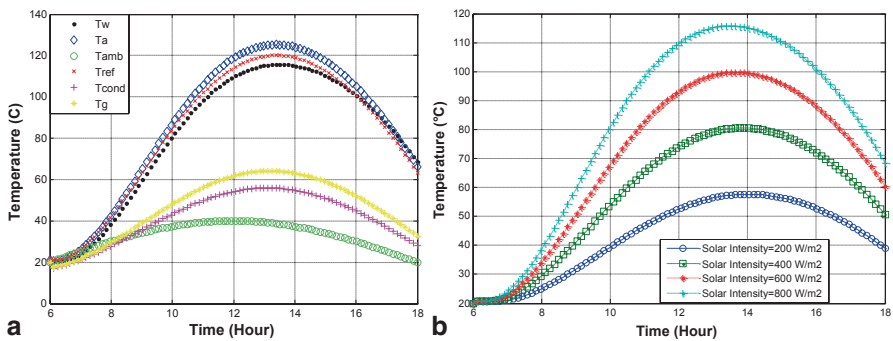 Temperature (C)
140
120
100
80
60
40
20
0
Tw
Ta
Tamb
Tref
Tcond
Tg
6
8
10
12
14
16
18
Time (Hour)
a
Temperature (°C)
120
110
100
90
80
70
60
50
40
30
20
Solar Intensity=200 W/m2
Solar Intensity=400 W/m2
Solar Intensity=600 W/m2
Solar Intensity=800 W/m2
6
8
10
12
14
16
18
Time (Hour)
b